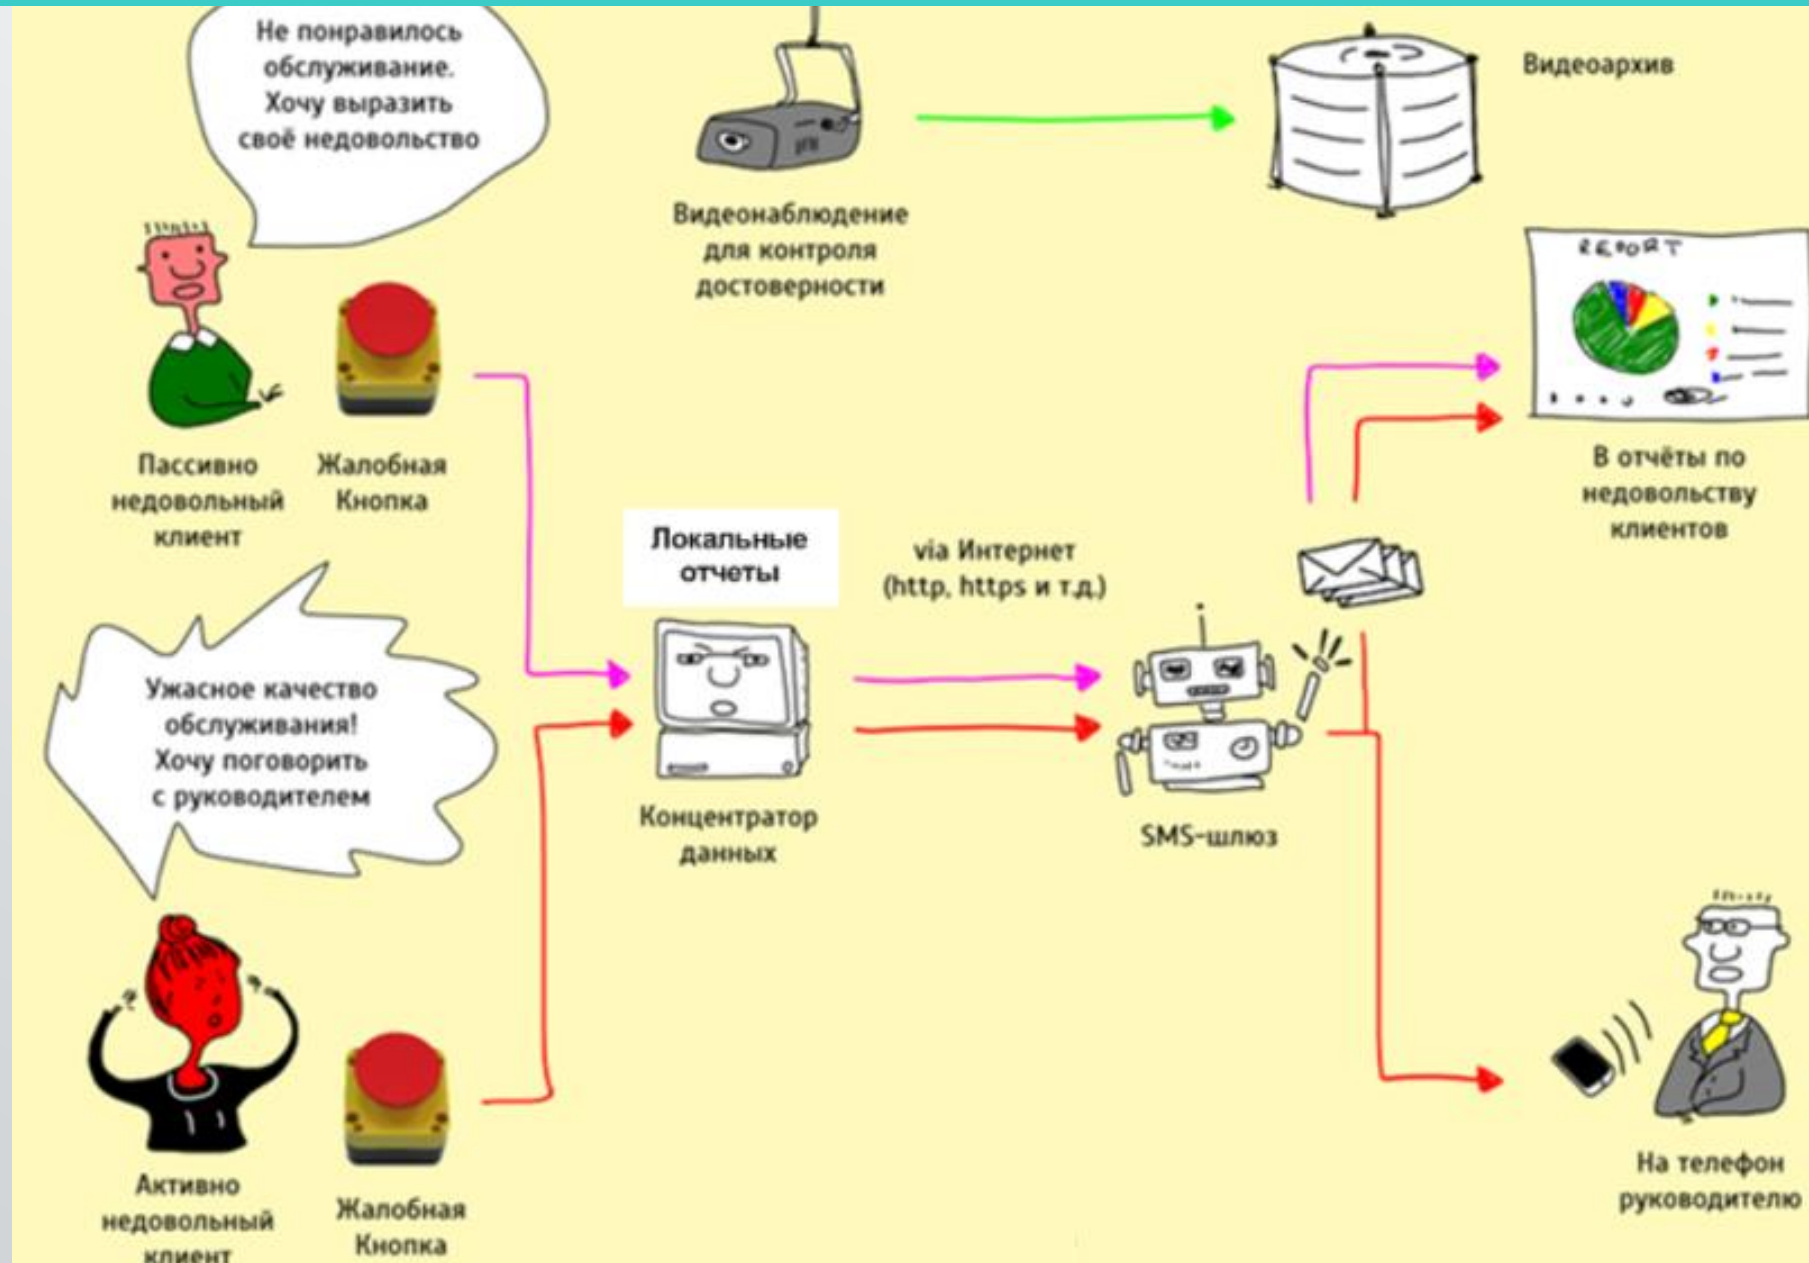 Не понравилось
обслуживание.
Хочу выразить
своё недовольство
Видеоархив
Видеонаблюдение
для контроля
достоверности
REPORT
Пассивно
недовольный
клиент
Жалобная
Кнопка
В отчёты по
недовольству
клиентов
Локальные
отчеты
via Интернет
(http, https и т.д.)
Ужасное качество
обслуживания!
Хочу поговорить
с руководителем
Концентратор
данных
SMS-шлюз
Активно
недовольный
клиент
Жалобная
Кнопка
На телефон
руководителю